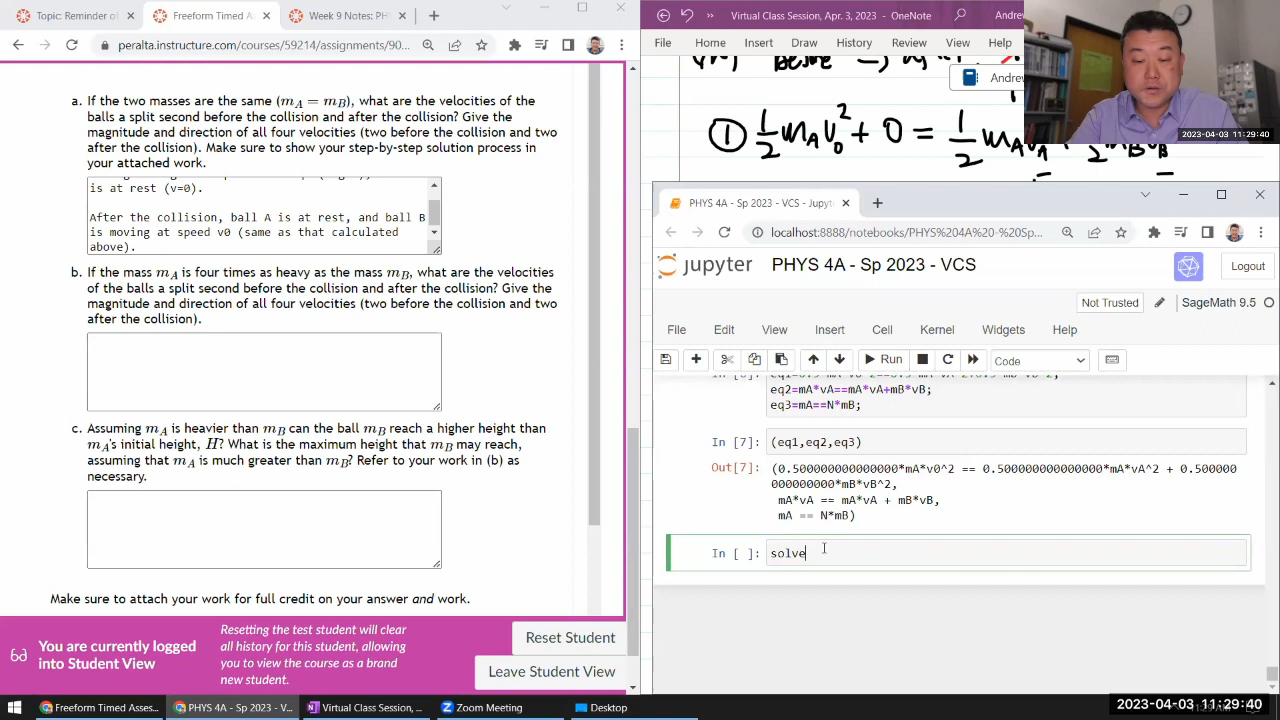 Topic: Reminder o
Freeform Timed A
Week 9 Notes: PH
peralta.instructure.com/courses/59214/assignments/90...
a. If the two masses are the same (mA = mB), what are the velocities of the
balls a split second before the collision and after the collision? Give the
magnitude and direction of all four velocities (two before the collision and two
after the collision). Make sure to show your step-by-step solution process in
your attached work.
is at rest (v=0).
After the collision, ball A is at rest, and ball B
is moving at speed v0 (same as that calculated
above).
b. If the mass mA is four times as heavy as the mass mB, what are the velocities
of the balls a split second before the collision and after the collision? Give the
magnitude and direction of all four velocities (two before the collision and two
after the collision).
c. Assuming mA is heavier than mB can the ball mB reach a higher height than
mA's initial height, H? What is the maximum height that mB may reach,
assuming that mA is much greater than mB? Refer to your work in (b) as
necessary.
Make sure to attach your work for full credit on your answer and work.
You are currently logged
into Student View
Resetting the test student will clear
all history for this student, allowing
you to view the course as a brand
new student.
Reset Student
Leave Student View
Virtual Class Session, Apr. 3, 2023 - OneNote
Andre
File Home Insert Draw History Review View Help
Andrew
before
① 1/2 mA v0² + 0 = 1/2 mA vA² + 1/2 mB vB²
2023-04-03 11:29:40
PHYS 4A - Sp 2023 - VCS - Jupyt
localhost:8888/notebooks/PHYS%204A%20-%20Sp...
jupyter PHYS 4A - Sp 2023 - VCS
Logout
Not Trusted
SageMath 9.5
File Edit View Insert Cell Kernel Widgets Help
Run
Code
eq2=mA*vA==mA*vA+mB*vB;
eq3=mA==N*mB;
In [7]: (eq1,eq2,eq3)
Out[7]: (0.500000000000000*mA*v0^2 == 0.500000000000000*mA*vA^2 + 0.500000
000000000*mB*vB^2,
mA*vA == mA*vA + mB*vB,
mA == N*mB)
In [ ]: solve
Freeform Timed Asses...
PHYS 4A - Sp 2023 - V...
Virtual Class Session, ...
Zoom Meeting
Desktop
2023-04-03 11:29:40